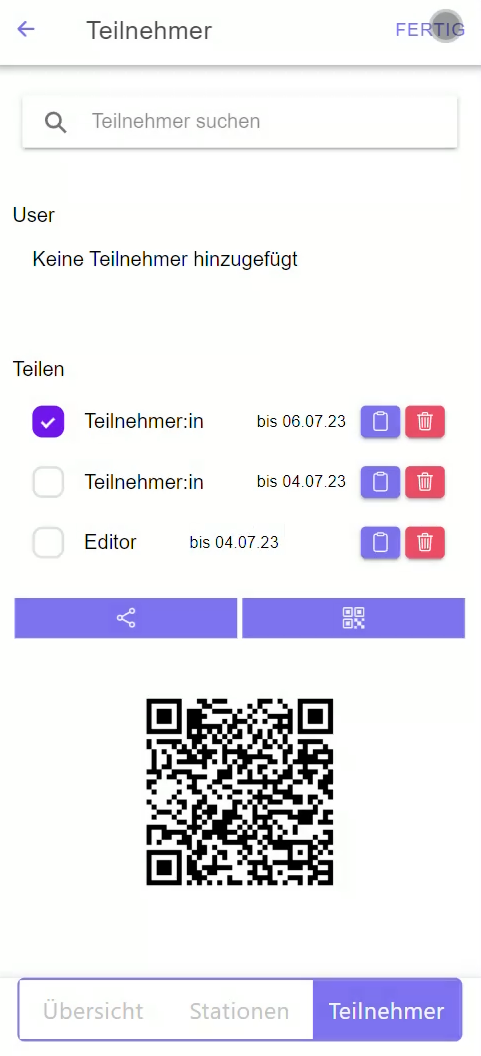 Teilnehmer
FERTIG
Teilnehmer suchen
User
Keine Teilnehmer hinzugefügt
Teilen
Teilnehmer:in bis 06.07.23
Teilnehmer:in bis 04.07.23
Editor bis 04.07.23
Übersicht Stationen Teilnehmer